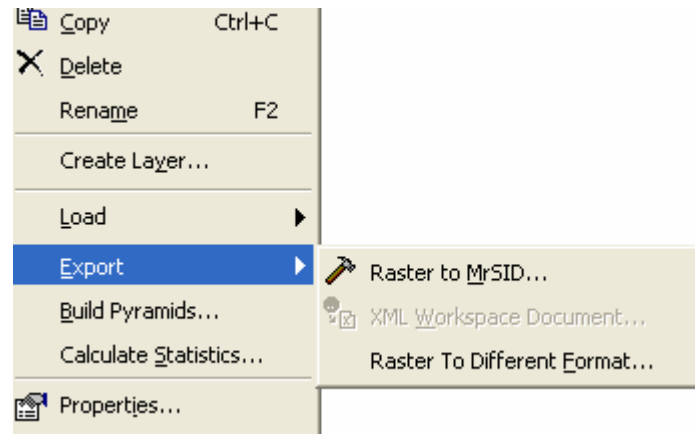 Copy Ctrl+C
Delete
Rename F2
Create Layer...
Load
Export
Raster to MrSID...
Build Pyramids...
XML Workspace Document...
Calculate Statistics...
Raster To Different Format...
Properties...